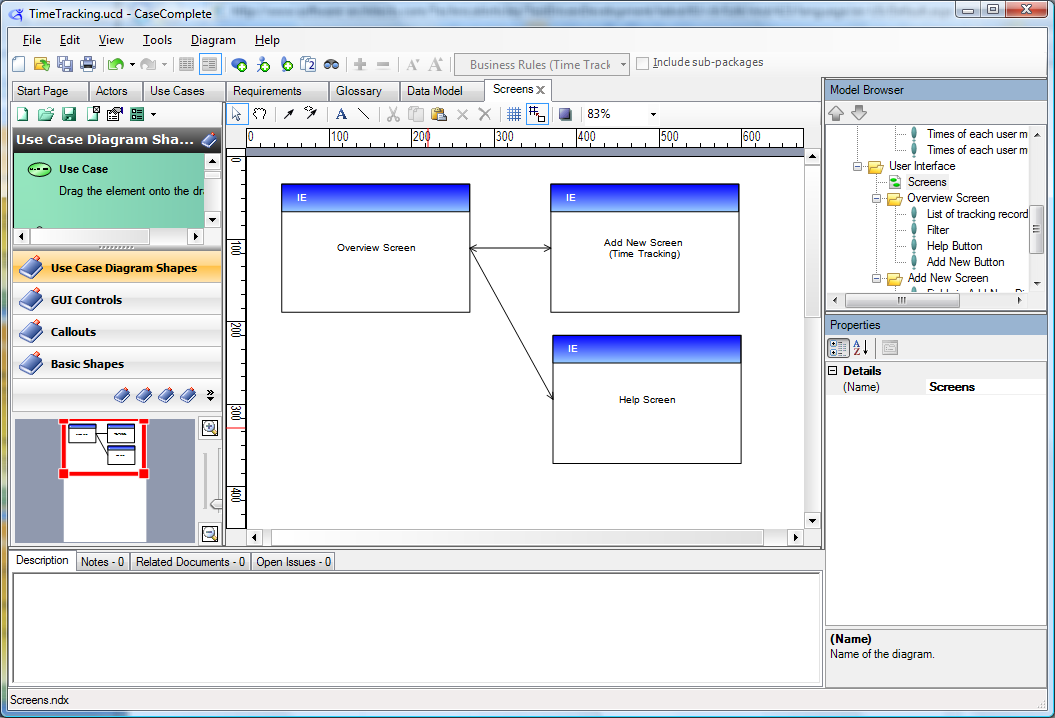 TimeTracking.ucd - CaseComplete
File Edit View Tools Diagram Help
Business Rules (Time Track
Include sub-packages
Start Page Actors Use Cases Requirements Glossary Data Model Screens
83%
Use Case Diagram Sha...
Use Case
Drag the element onto the dra
Use Case Diagram Shapes
GUI Controls
Callouts
Basic Shapes
0 100 200 300 400 500 600
0
100
200
300
400
IE
Overview Screen
IE
Add New Screen
(Time Tracking)
IE
Help Screen
Model Browser
Times of each user m
Times of each user m
User Interface
Screens
Overview Screen
List of tracking record
Filter
Help Button
Add New Button
Add New Screen
Properties
Details
(Name) Screens
(Name)
Name of the diagram.
Description Notes - 0 Related Documents - 0 Open Issues - 0
Screens.ndx